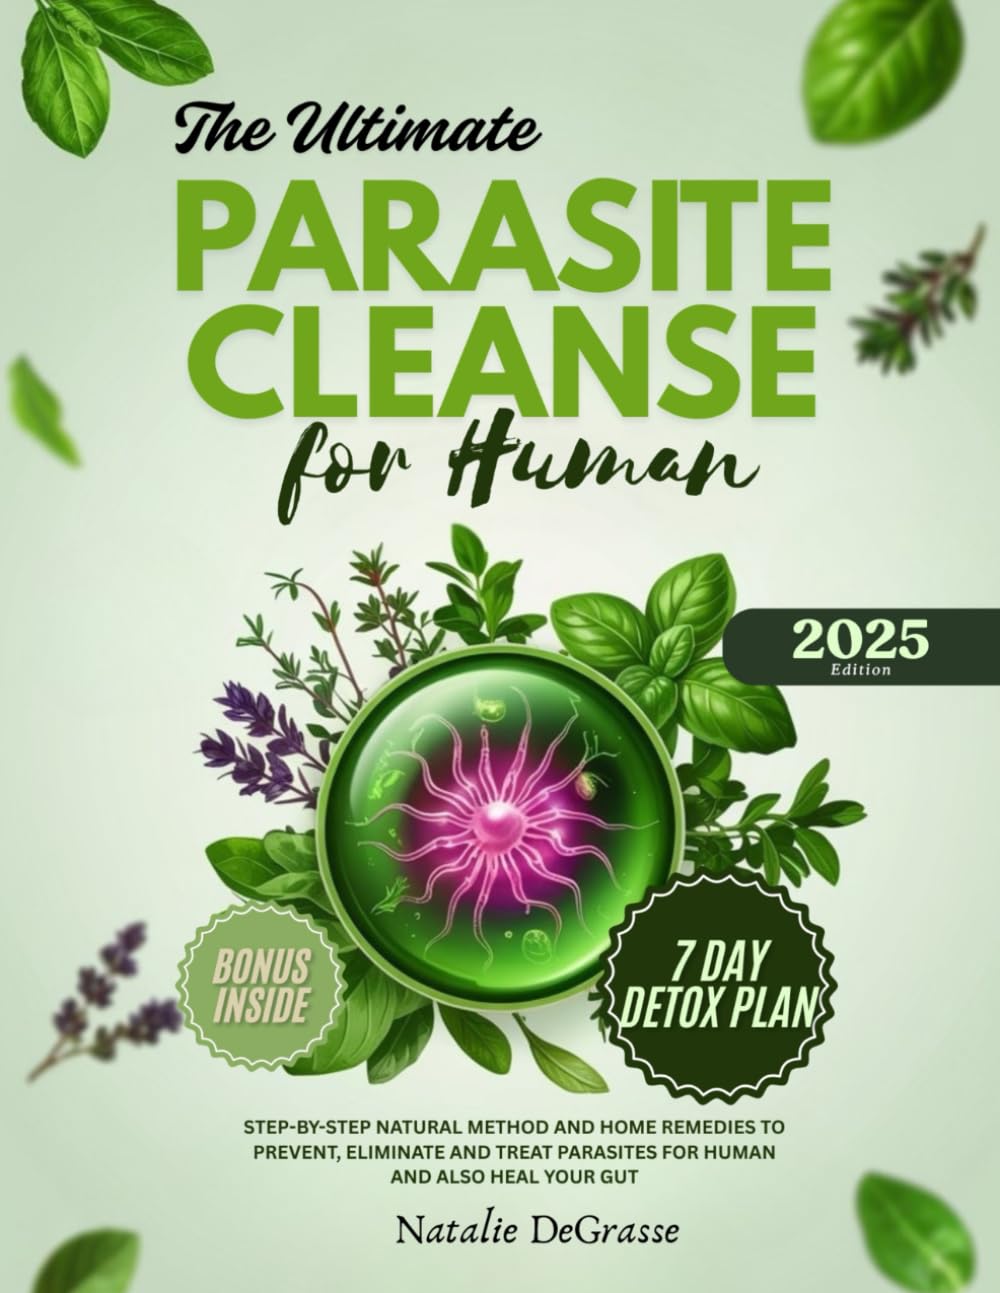 The Ultimate
PARASITE
CLEANSE
for Human
2025
Edition
BONUS
INSIDE
7 DAY
DETOX PLAN
STEP-BY-STEP NATURAL METHOD AND HOME REMEDIES TO
PREVENT, ELIMINATE AND TREAT PARASITES FOR HUMAN
AND ALSO HEAL YOUR GUT
Natalie DeGrasse